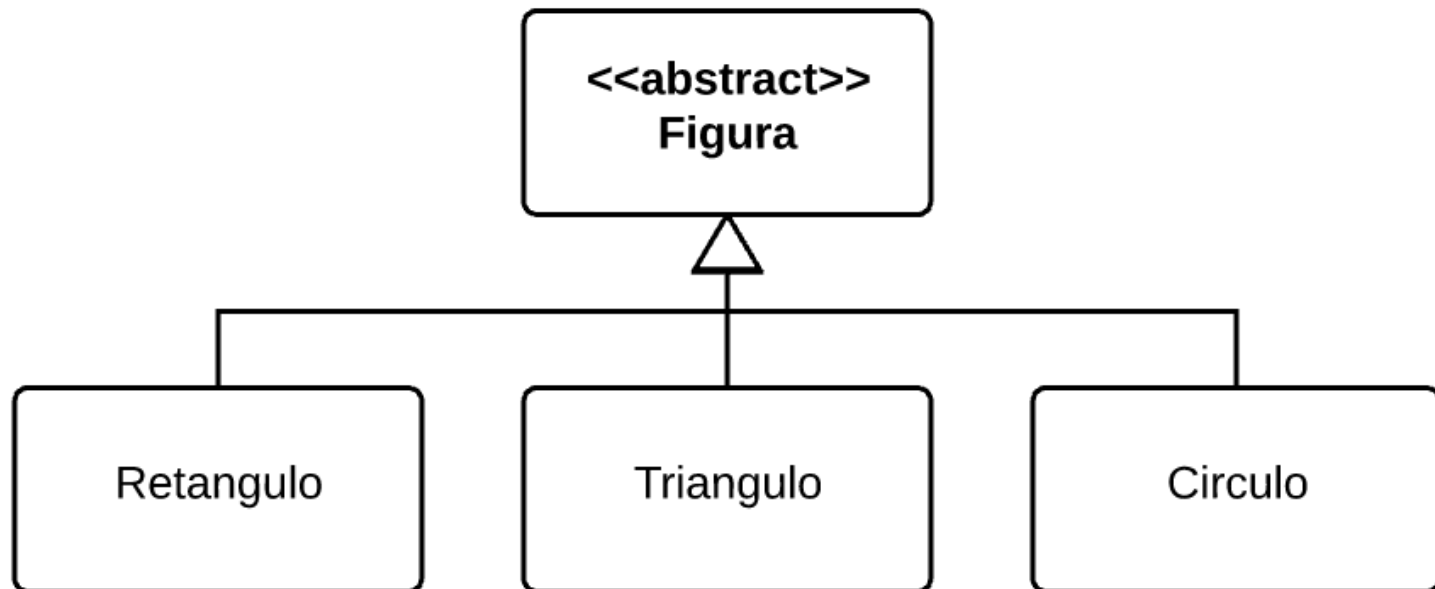 <<abstract>>
Figura
Retangulo
Triangulo
Circulo